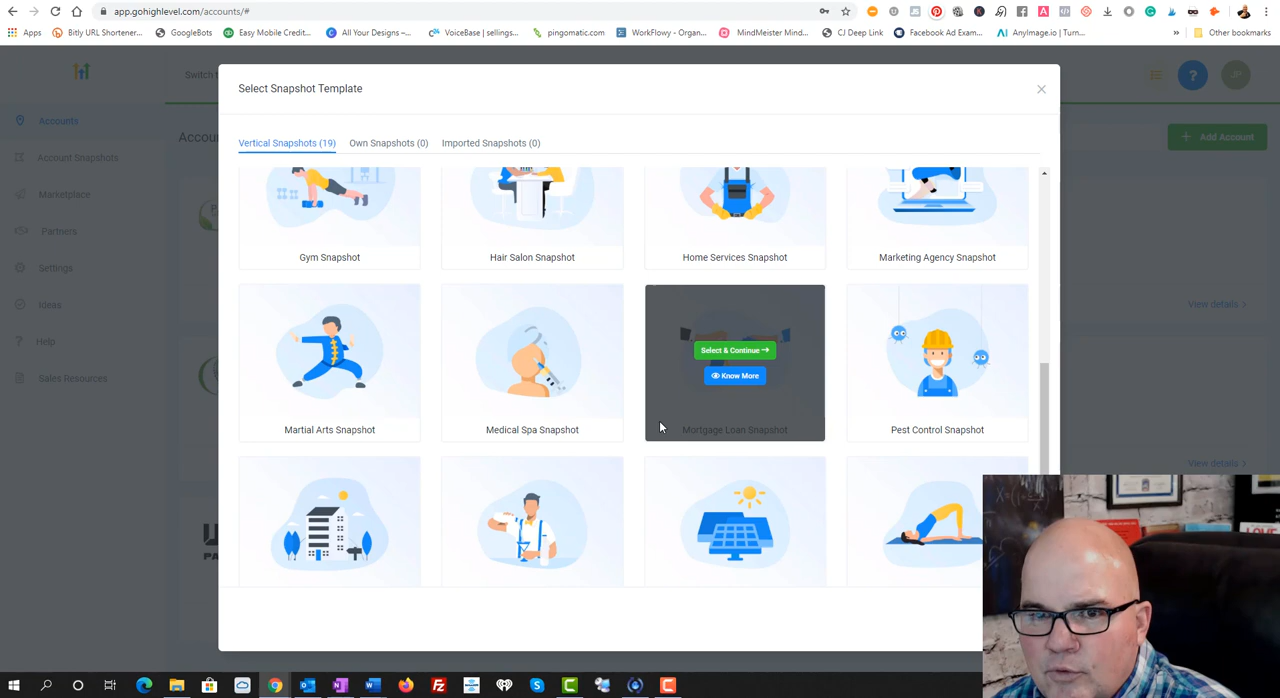 app.gohighlevel.com/accounts/#
Apps
Bitly URL Shortener...
GoogleBots
Easy Mobile Credit...
All Your Designs –...
VoiceBase | sellings...
pingomatic.com
WorkFlowy - Organ...
MindMeister Mind...
CJ Deep Link
Facebook Ad Exam...
AnyImage.io | Turn...
»
Other bookmarks
Select Snapshot Template
Switch t
?
JP
Accounts
Accou
+ Add Account
Vertical Snapshots (19)
Own Snapshots (0)
Imported Snapshots (0)
Account Snapshots
Marketplace
Partners
Settings
Ideas
Help
Sales Resources
Gym Snapshot
Hair Salon Snapshot
Home Services Snapshot
Marketing Agency Snapshot
View details >
Select & Continue →
Know More
Martial Arts Snapshot
Medical Spa Snapshot
Mortgage Loan Snapshot
Pest Control Snapshot
View details >
U
PA
LOVE